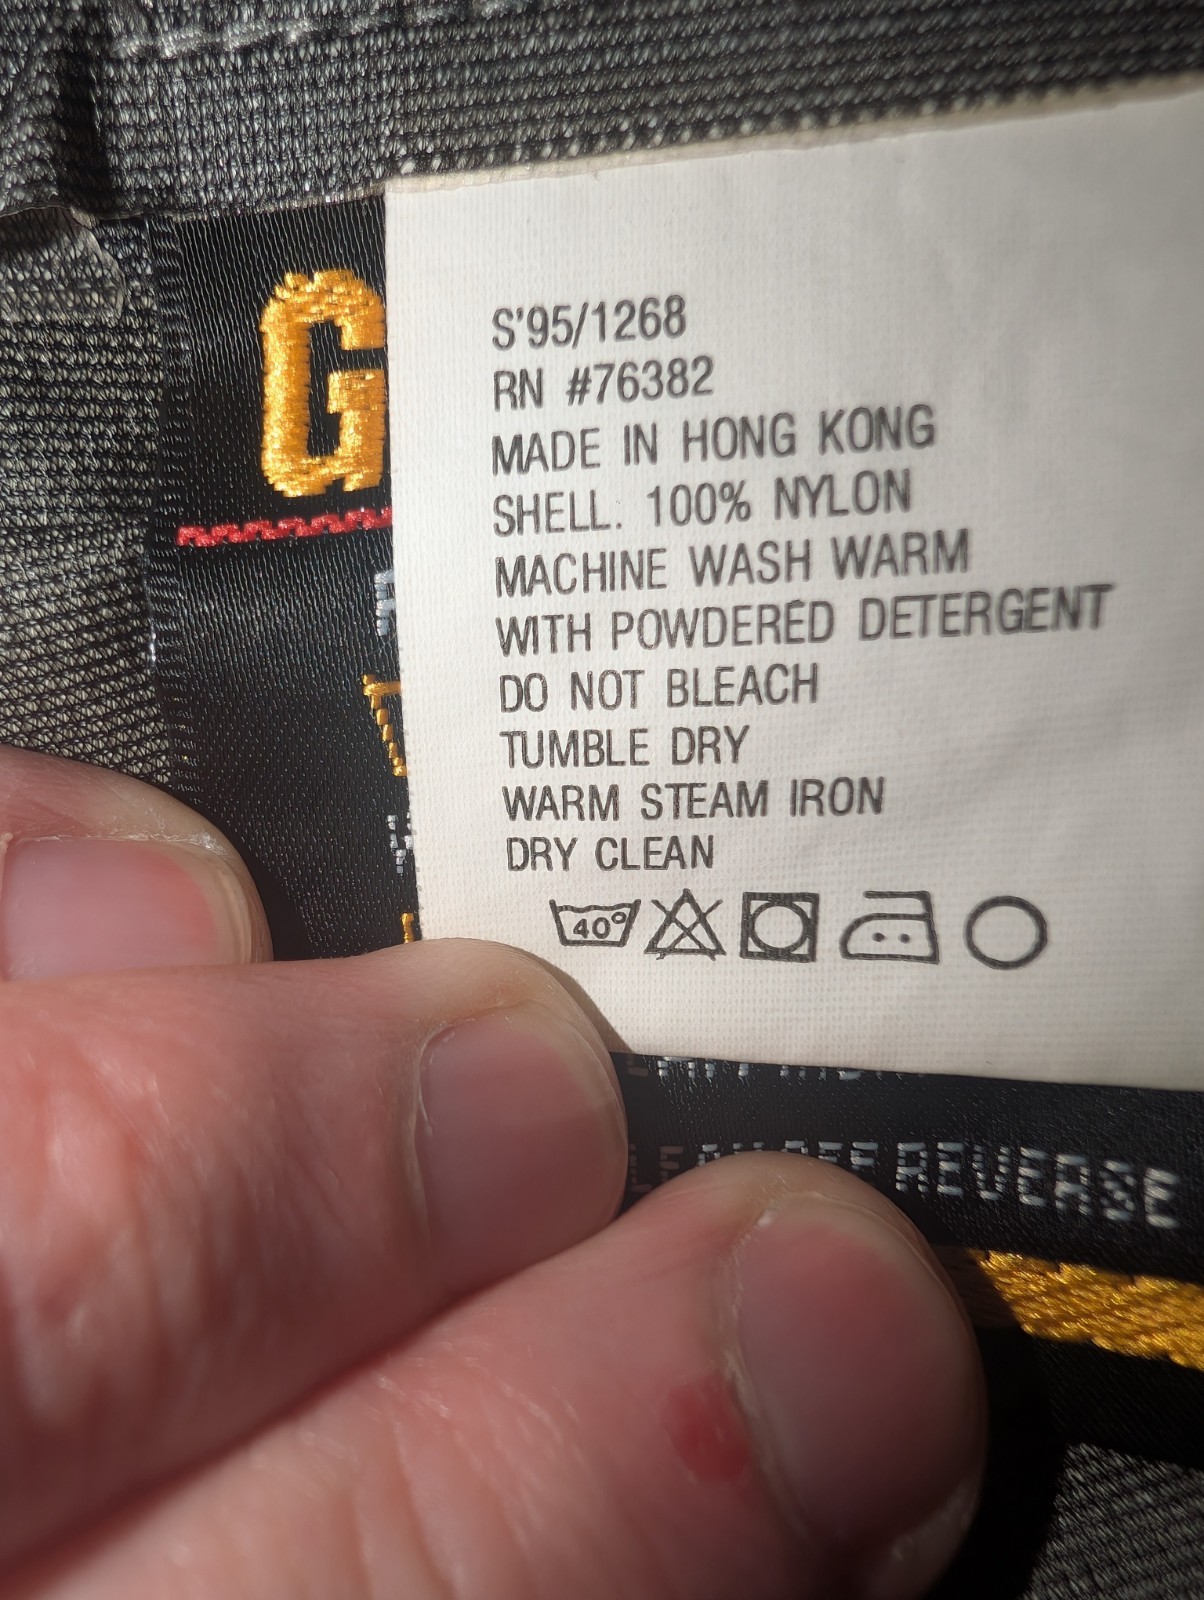 G
S'95/1268
RN #76382
MADE IN HONG KONG
SHELL. 100% NYLON
MACHINE WASH WARM
WITH POWDERED DETERGENT
DO NOT BLEACH
TUMBLE DRY
WARM STEAM IRON
DRY CLEAN
40°
REVERSE